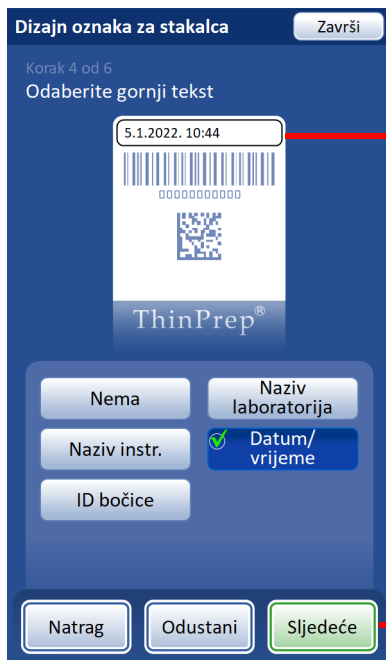 Dizajn oznaka za stakalca
Završi
Korak 4 od 6
Odaberite gornji tekst
5.1.2022. 10:44
00000000000
ThinPrep®
Nema
Naziv
laboratorija
Naziv instr.
Datum/
vrijeme
ID bočice
Natrag
Odustani
Sljedeće